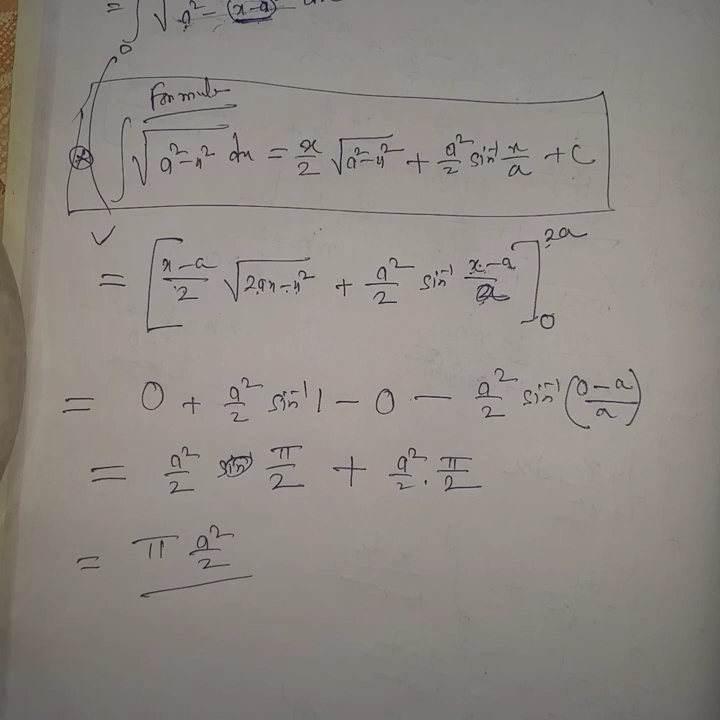 = ∫₀ √a² - (x-a)²
Formula
∫ √a²-x² dx = x/2 √a²-x² + a²/2 sin⁻¹ x/a + C
= [ x-a/2 √2ax-x² + a²/2 sin⁻¹ x-a/a ]₀²ᵃ
= 0 + a²/2 sin⁻¹ 1 - 0 - a²/2 sin⁻¹ (0-a/a)
= a²/2 π/2 + a²/2 . π/2
= π a²/2